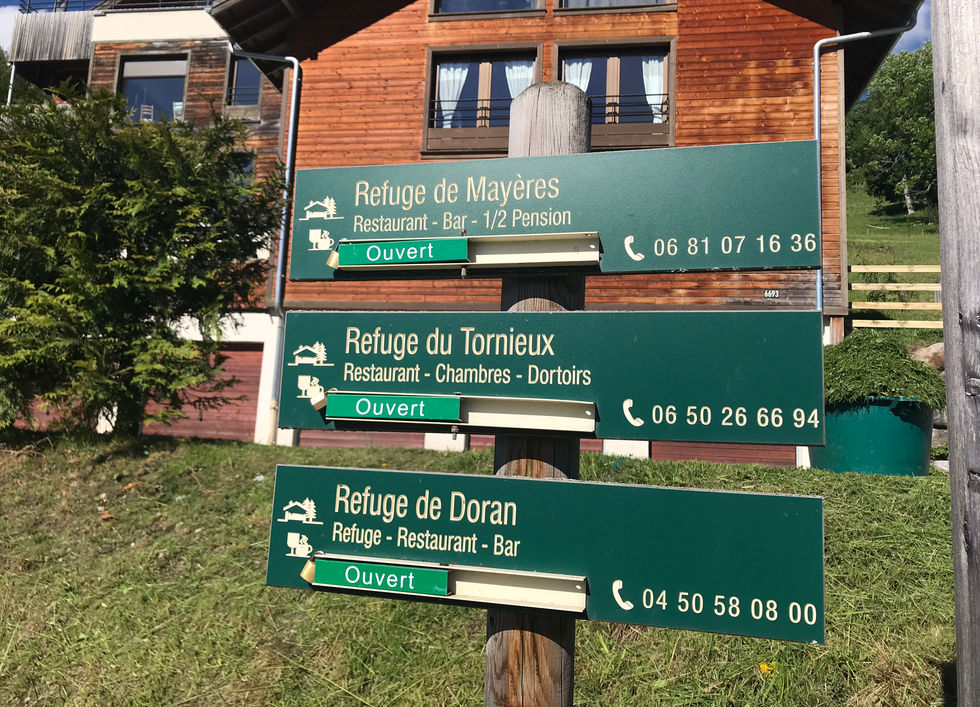 Refuge de Mayères
Restaurant - Bar - 1/2 Pension
Ouvert
06 81 07 16 36
6693
Refuge du Tornieux
Restaurant - Chambres - Dortoirs
Ouvert
06 50 26 66 94
Refuge de Doran
Refuge - Restaurant - Bar
Ouvert
04 50 58 08 00